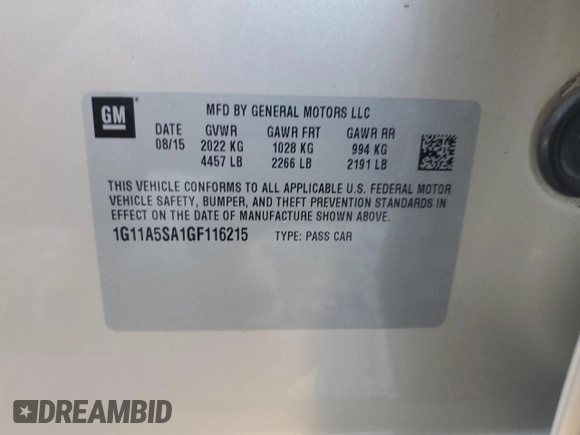 GM
MFD BY GENERAL MOTORS LLC
DATE GVWR GAWR FRT GAWR RR
08/15 2022 KG 1028 KG 994 KG
4457 LB 2266 LB 2191 LB
THIS VEHICLE CONFORMS TO ALL APPLICABLE U.S. FEDERAL MOTOR
VEHICLE SAFETY, BUMPER, AND THEFT PREVENTION STANDARDS IN
EFFECT ON THE DATE OF MANUFACTURE SHOWN ABOVE.
1G11A5SA1GF116215 TYPE: PASS CAR
DREAMBID